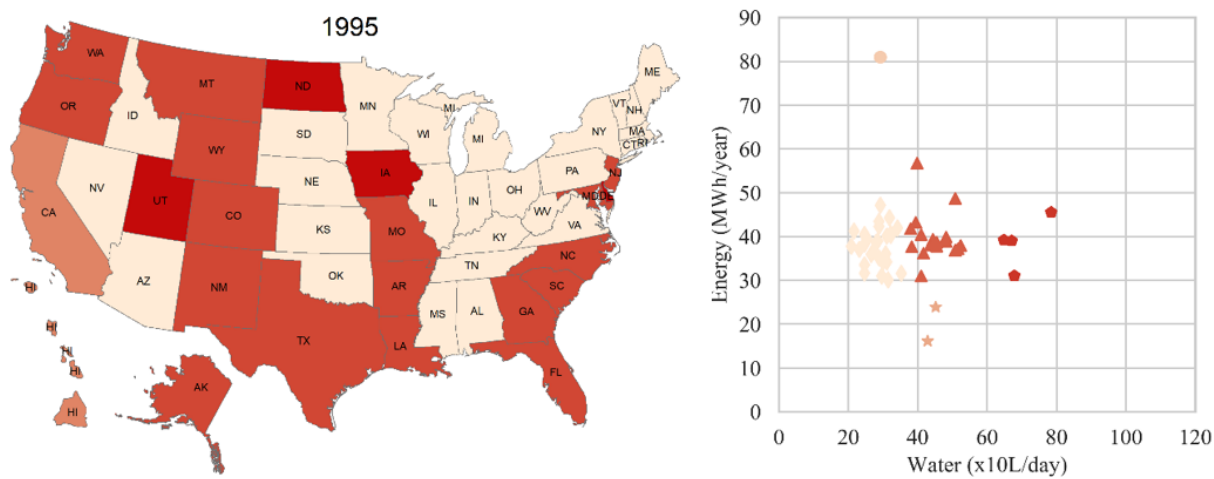 1995
WA
MT
ND
MN
ME
OR
ID
SD
WI
MI
MI
VT
NH
NY
MA
CT
RI
WY
IA
NE
PA
NJ
NV
UT
CO
IL
IN
OH
MD
DE
CA
KS
MO
WV
VA
KY
AZ
NM
OK
AR
TN
NC
SC
TX
LA
MS
AL
GA
FL
HI
HI
HI
HI
HI
AK
Energy (MWh/year)
90
80
70
60
50
40
30
20
10
0
0 20 40 60 80 100 120
Water (x10L/day)